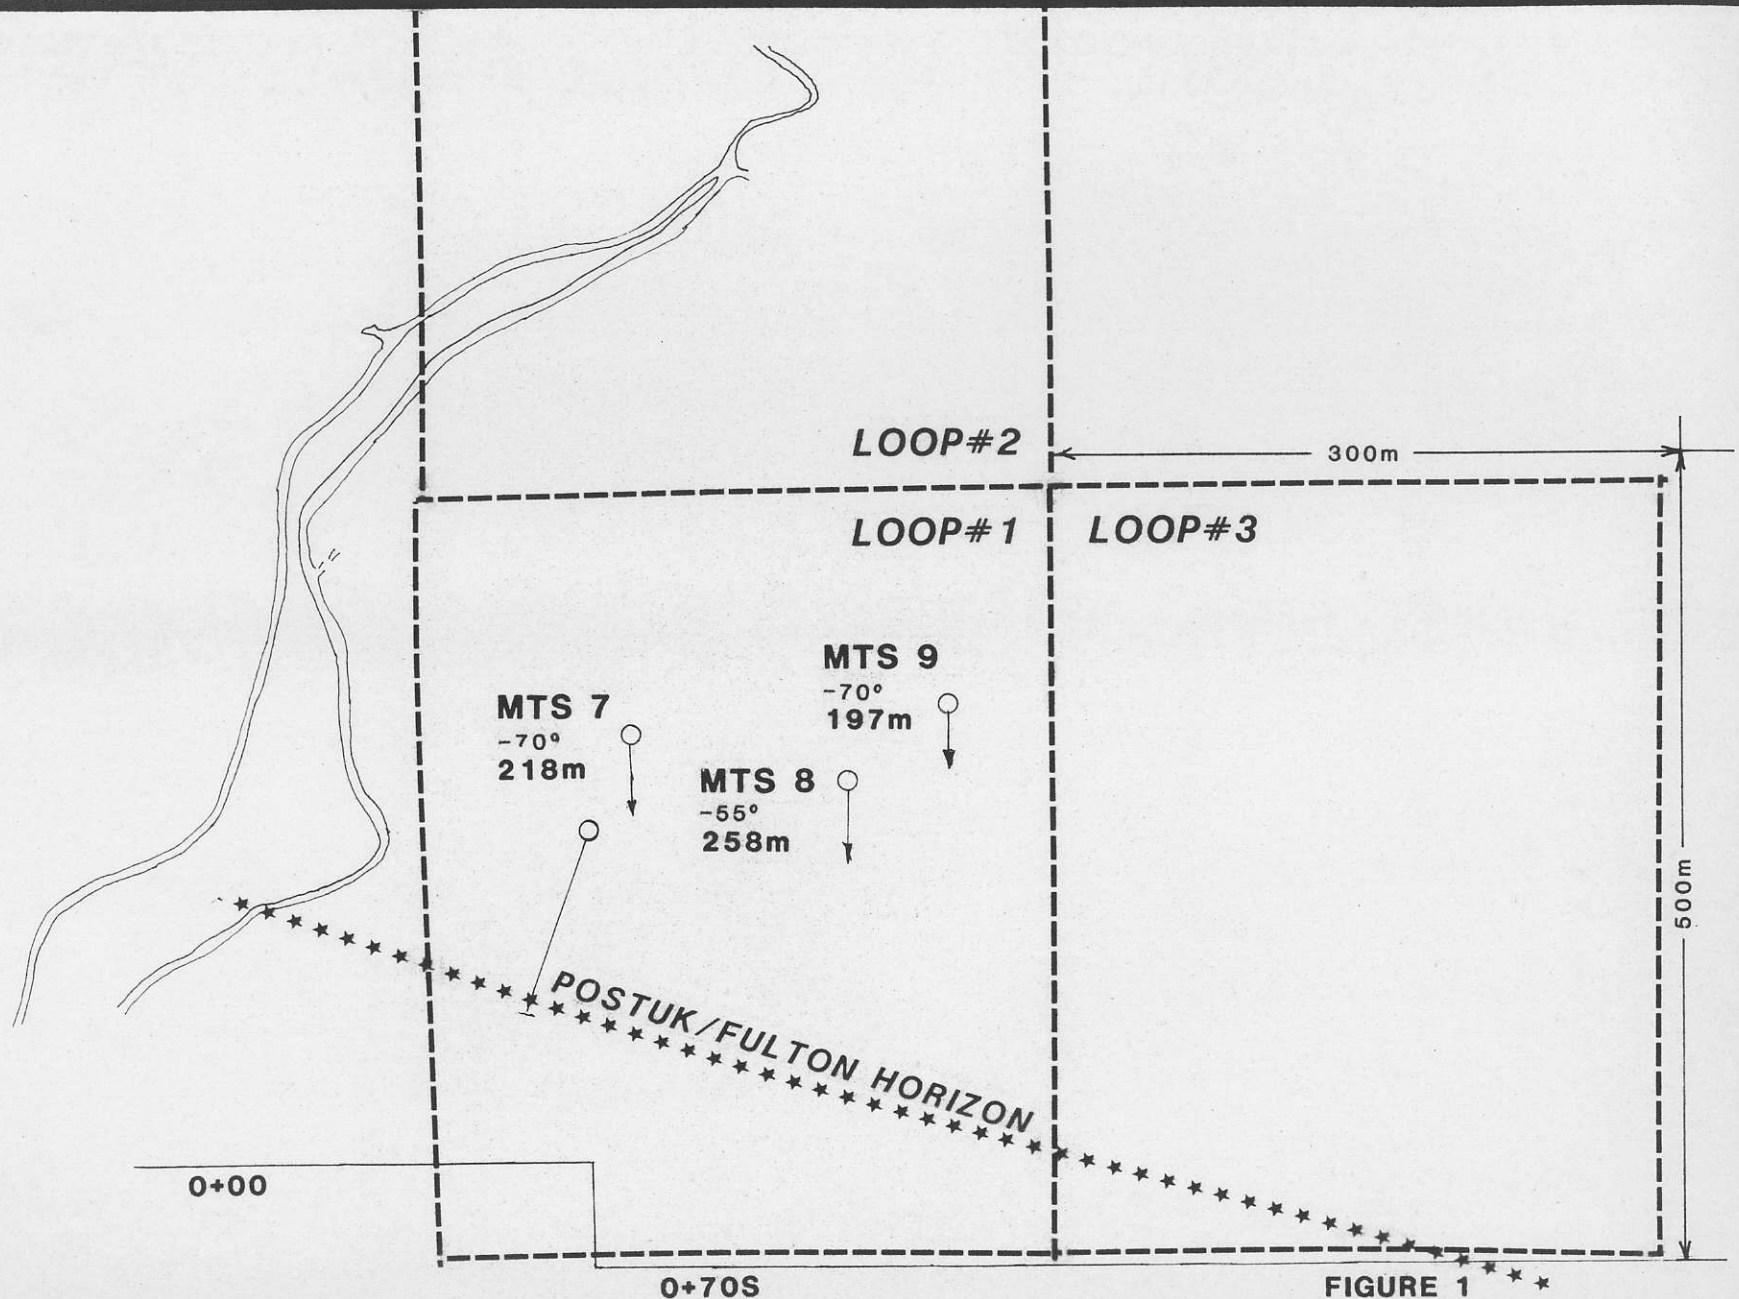 LOOP#2
300m
LOOP#1
LOOP#3
MTS 9
-70°
197m
MTS 7
-70°
218m
MTS 8
-55°
258m
500m
POSTUK/FULTON HORIZON
0+00
0+70S
FIGURE 1